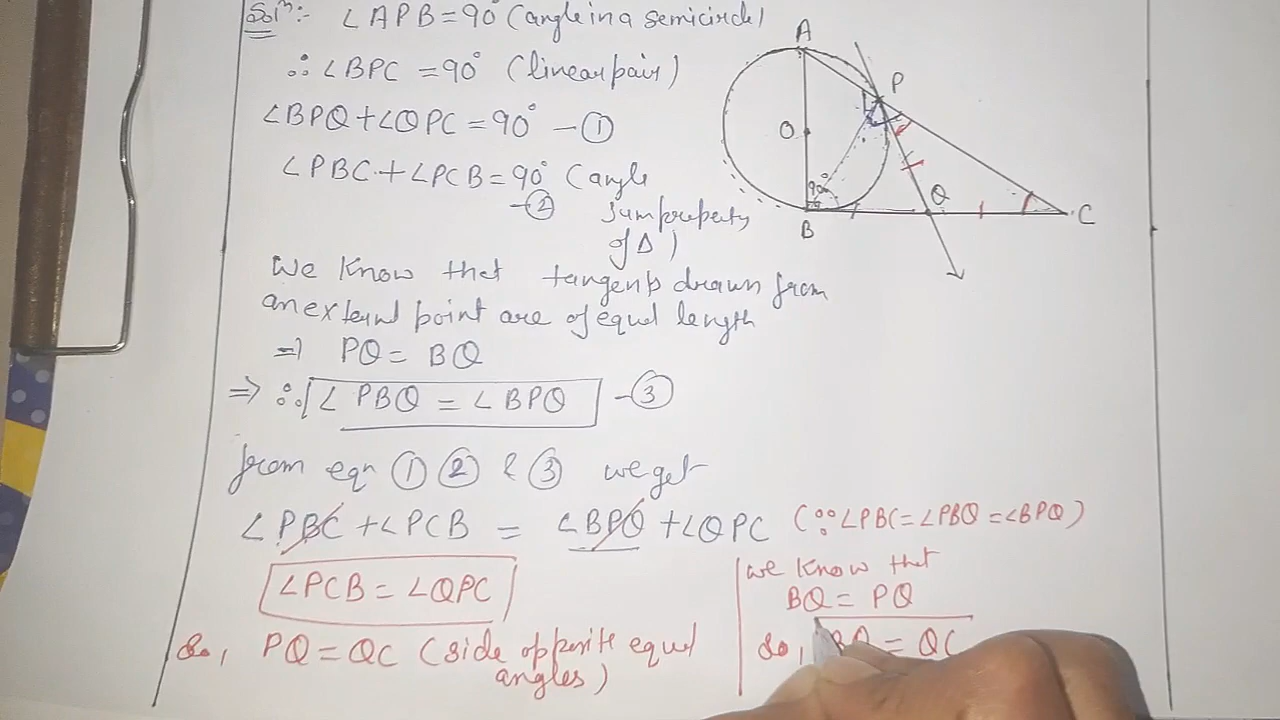 Solⁿ:- ∠APB=90° (angle in a semicircle)
∴ ∠BPC =90° (linear pair)
∠BPQ+∠QPC=90° —①
∠PBC+∠PCB=90° (angle
—② sum property
of Δ)
We know that tangents drawn from
an external point are of equal length
⇒ PQ= BQ
⇒ ∴ ∠PBQ = ∠BPQ —③
from eqn ① ② & ③ we get
∠PBC +∠PCB = ∠BPQ +∠QPC (∵∠PBC=∠PBQ=∠BPQ)
∠PCB = ∠QPC
So, PQ=QC (side opposite equal
angles)
we know that
BQ= PQ
So, BQ = QC
A
P
O
90°
Q
B
C